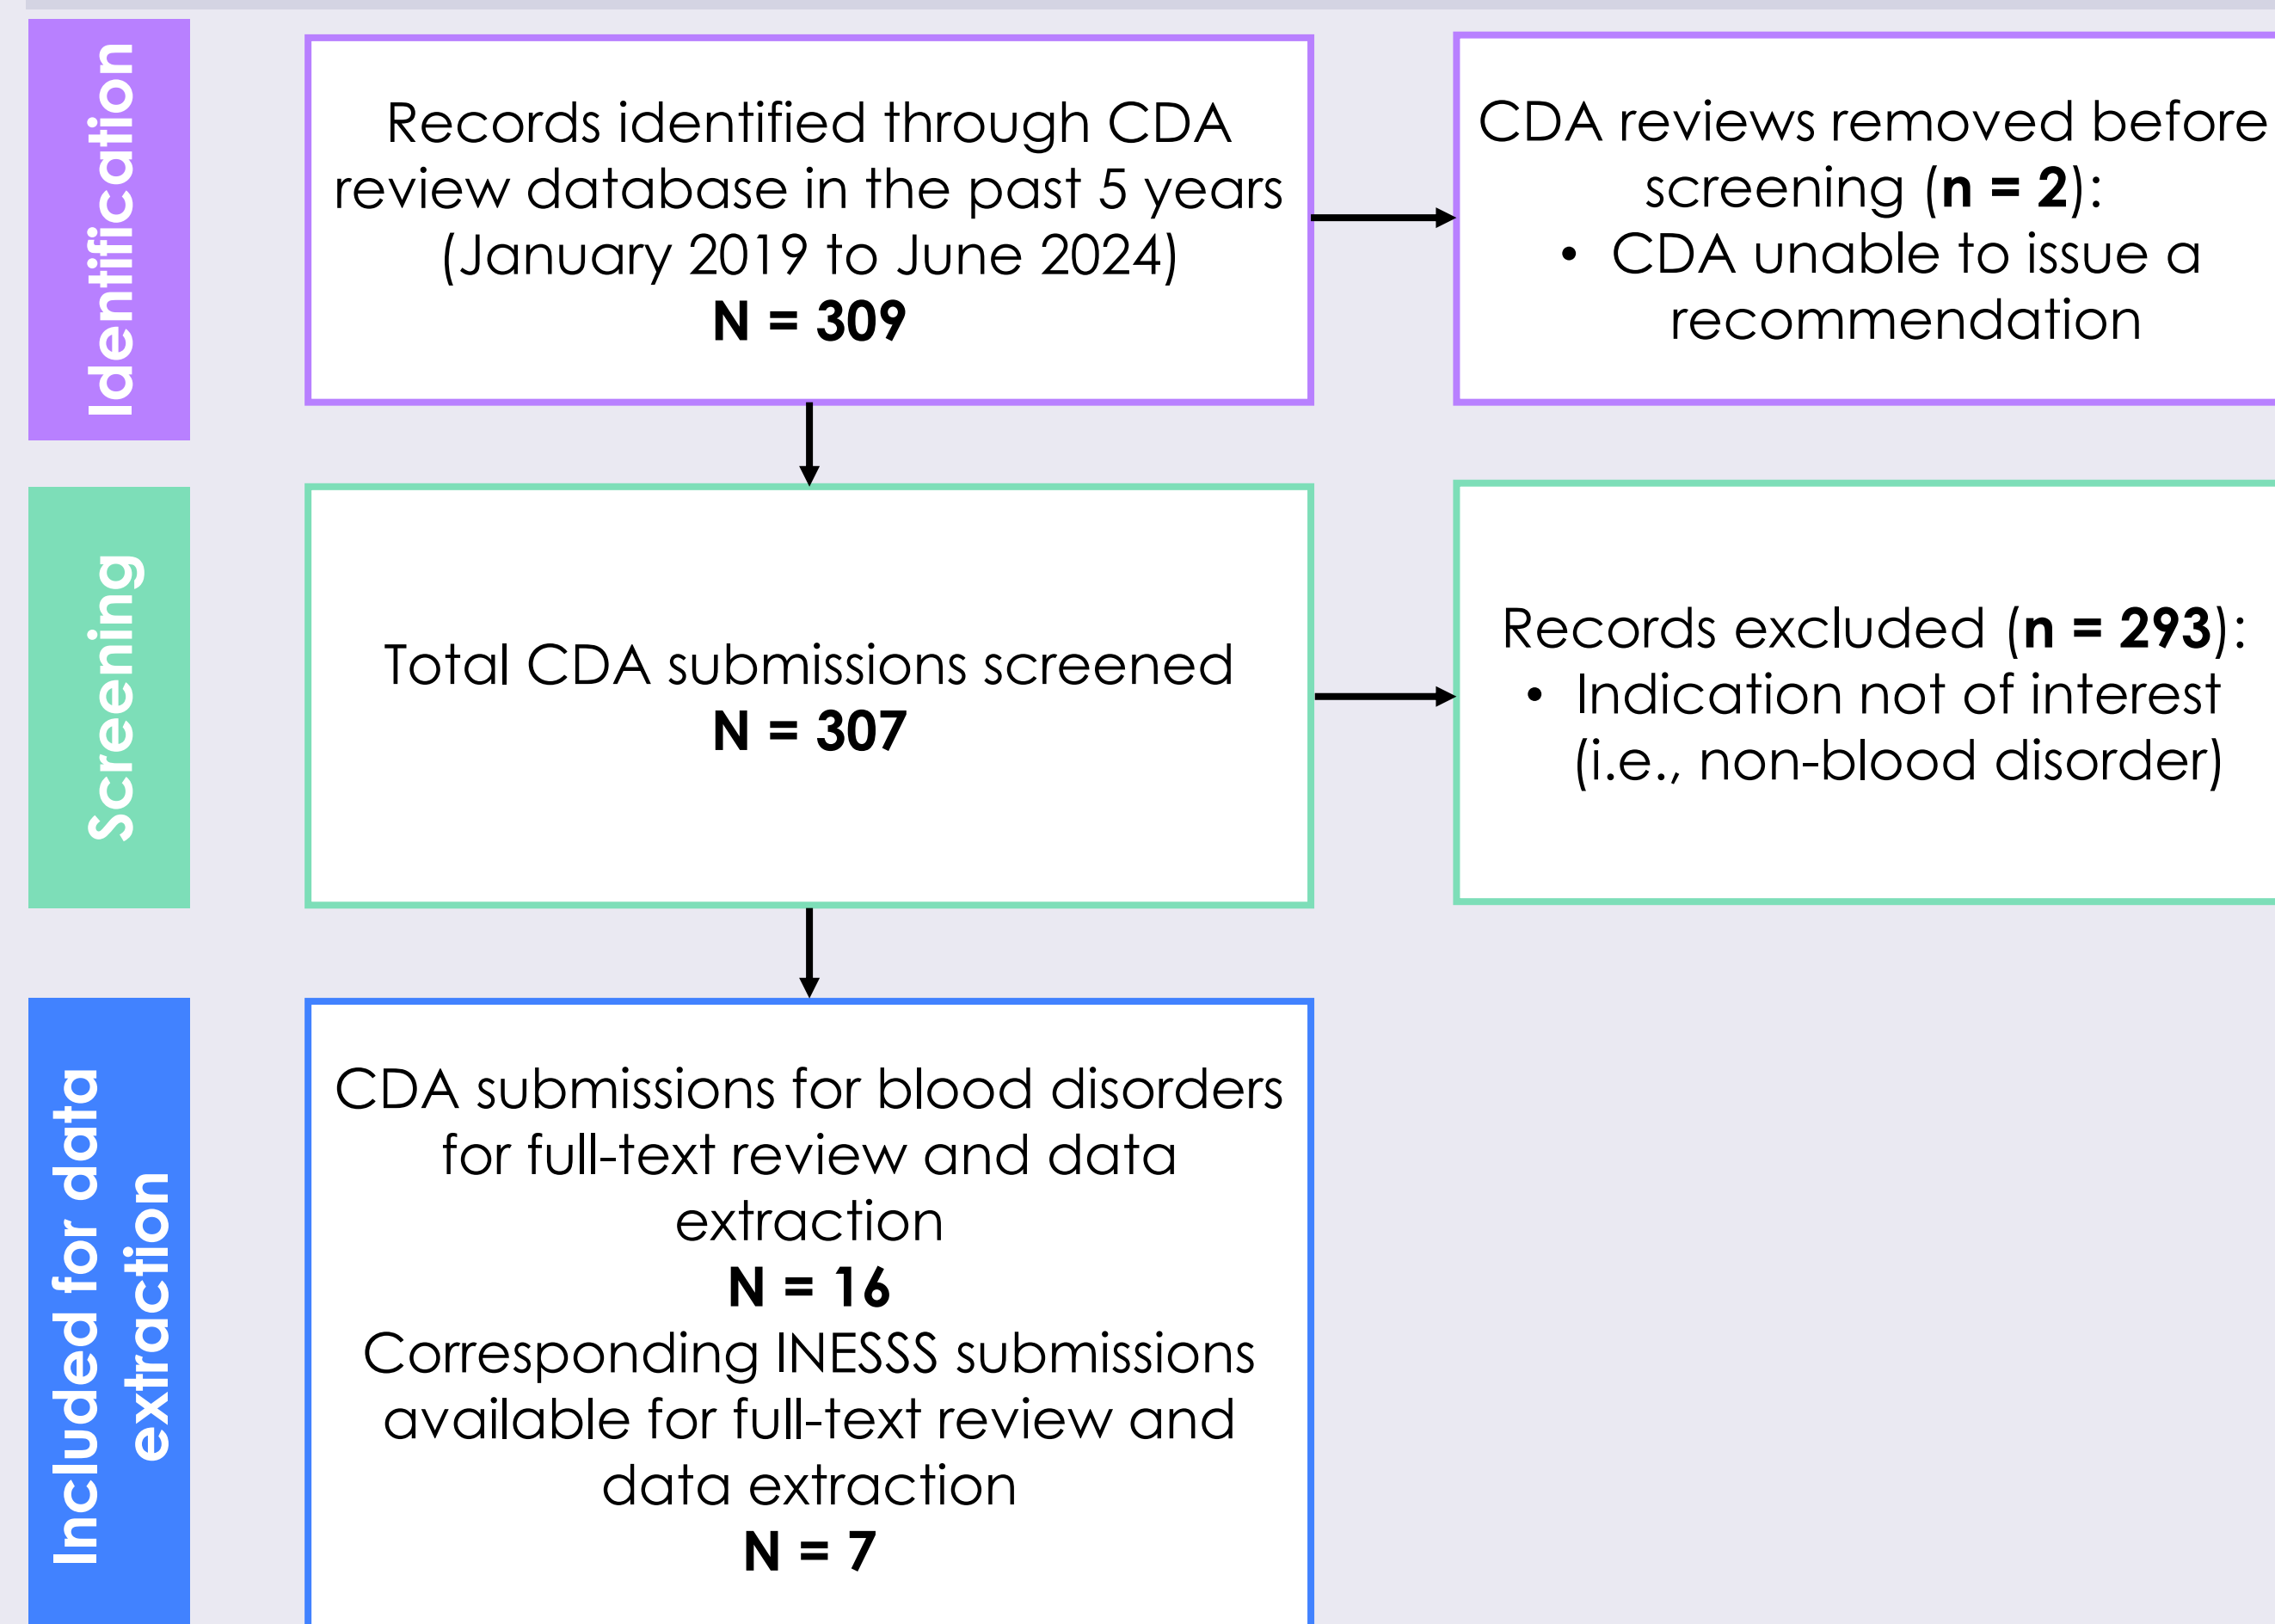 Identification
Records identified through CDA
review database in the past 5 years
(January 2019 to June 2024)
N = 309
CDA reviews removed before
screening (n = 2):
• CDA unable to issue a
recommendation
Screening
Total CDA submissions screened
N = 307
Records excluded (n = 293):
• Indication not of interest
(i.e., non-blood disorder)
Included for data
extraction
CDA submissions for blood disorders
for full-text review and data
extraction
N = 16
Corresponding INESSS submissions
available for full-text review and
data extraction
N = 7